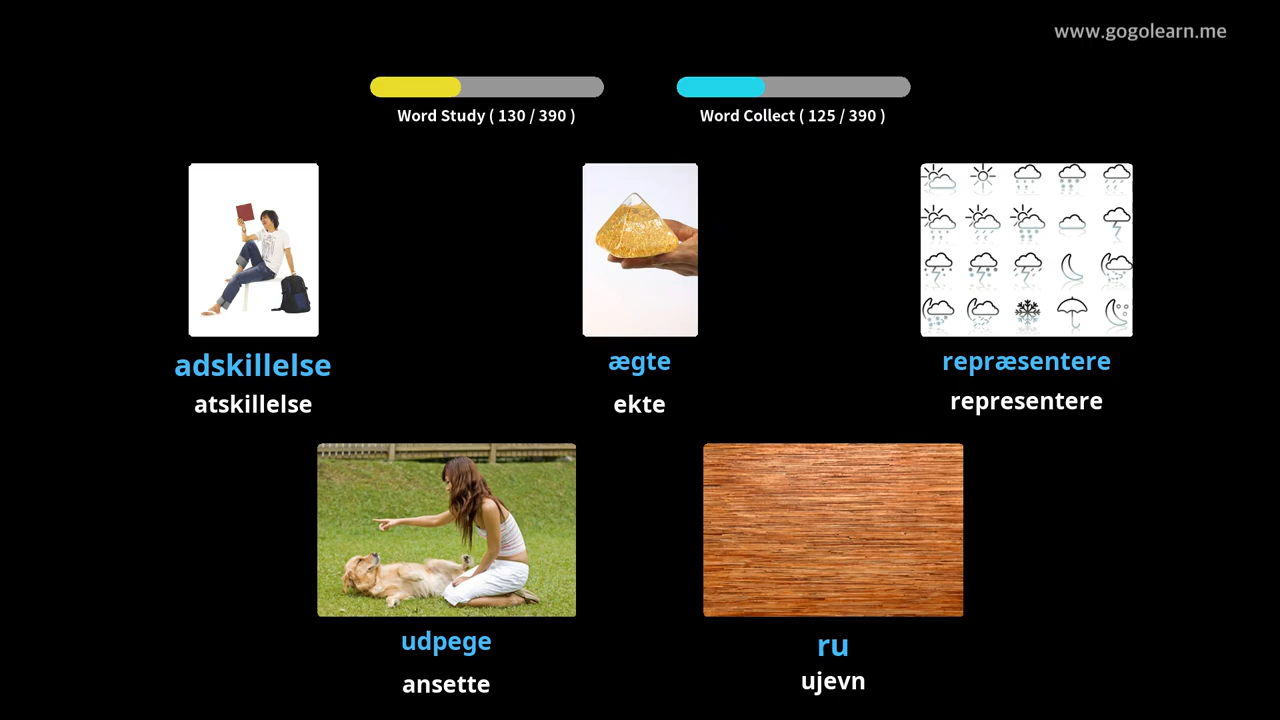 www.gogolearn.me
Word Study ( 130 / 390 )
Word Collect ( 125 / 390 )
adskillelse
atskillelse
ægte
ekte
repræsentere
representere
udpege
ansette
ru
ujevn